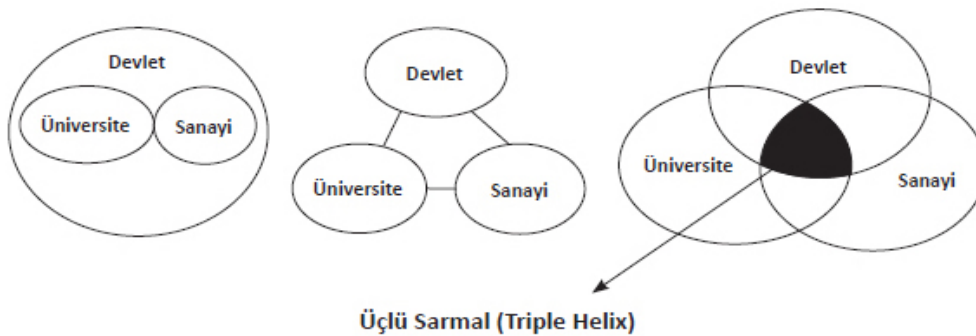 Devlet
Üniversite
Sanayi
Devlet
Üniversite
Sanayi
Devlet
Üniversite
Sanayi
Üçlü Sarmal (Triple Helix)